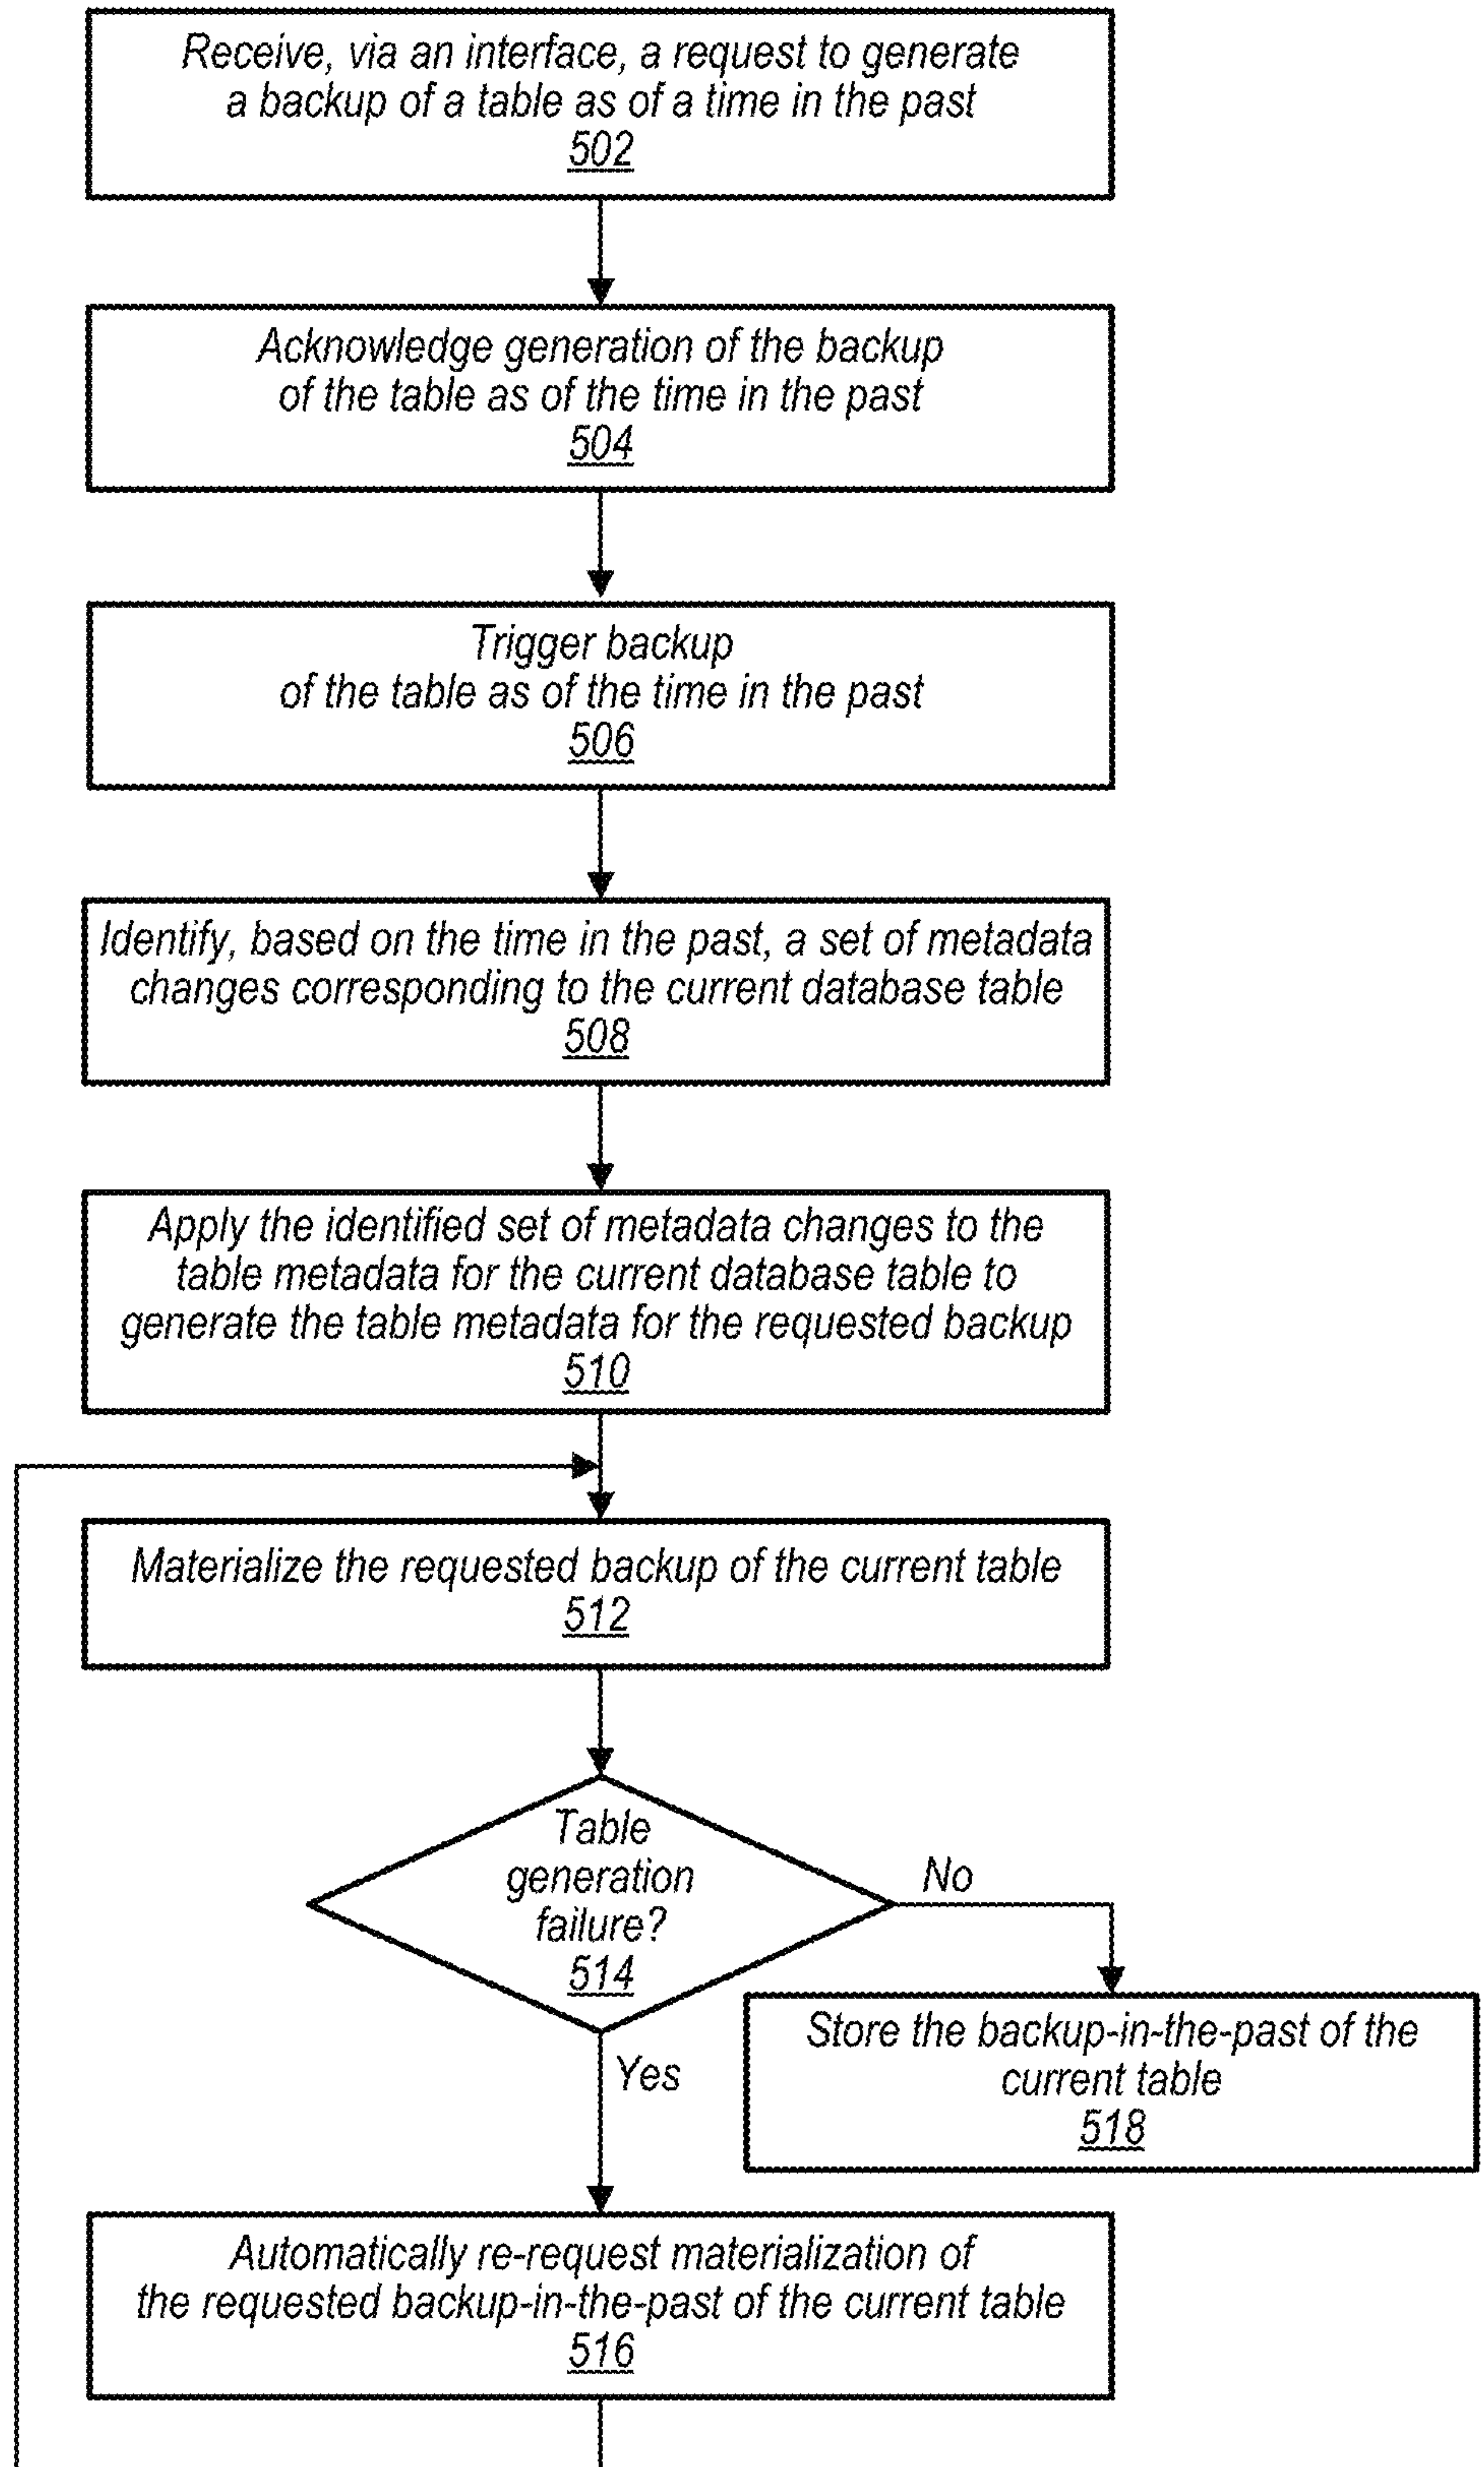 Receive, via an interface, a request to generate
a backup of a table as of a time in the past
502
Acknowledge generation of the backup
of the table as of the time in the past
504
Trigger backup
of the table as of the time in the past
506
Identify, based on the time in the past, a set of metadata
changes corresponding to the current database table
508
Apply the identified set of metadata changes to the
table metadata for the current database table to
generate the table metadata for the requested backup
510
Materialize the requested backup of the current table
512
Table
generation
failure?
514
No
Yes
Store the backup-in-the-past of the
current table
518
Automatically re-request materialization of
the requested backup-in-the-past of the current table
516